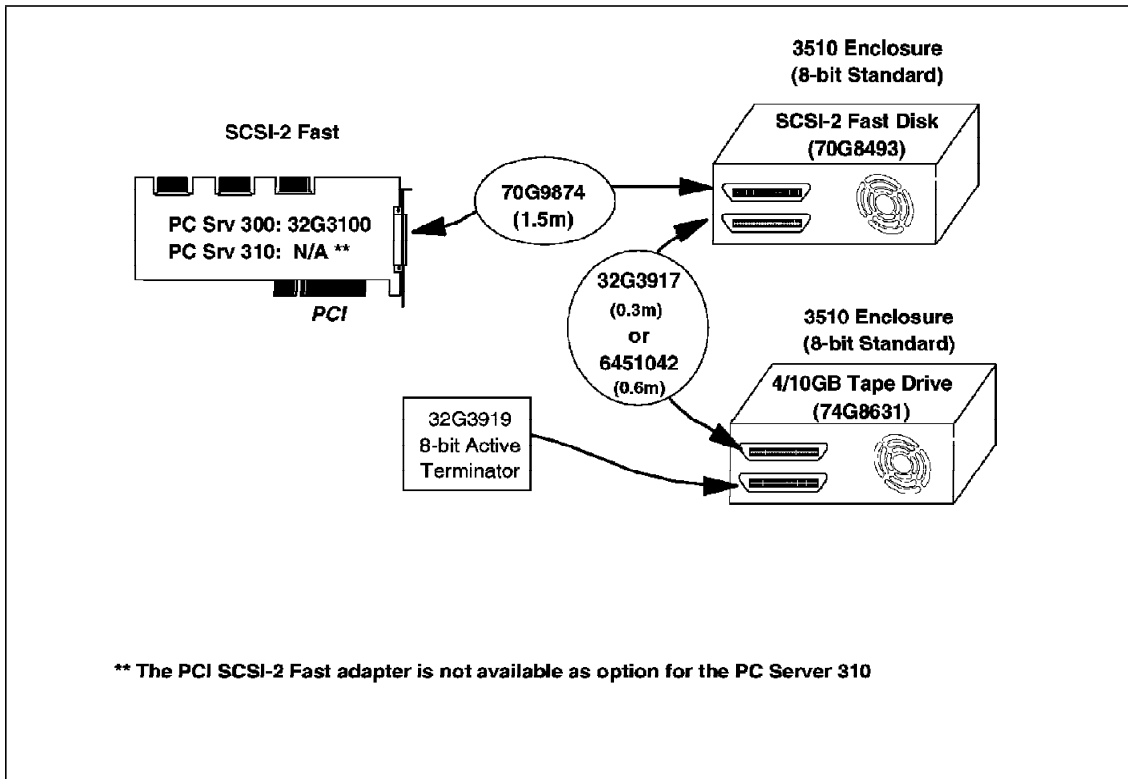 3510 Enclosure
(8-bit Standard)
SCSI-2 Fast Disk
(70G8493)
SCSI-2 Fast
70G9874
(1.5m)
PC Srv 300: 32G3100
PC Srv 310: N/A **
PCI
32G3917
(0.3m)
or
6451042
(0.6m)
3510 Enclosure
(8-bit Standard)
4/10GB Tape Drive
(74G8631)
32G3919
8-bit Active
Terminator
** The PCI SCSI-2 Fast adapter is not available as option for the PC Server 310